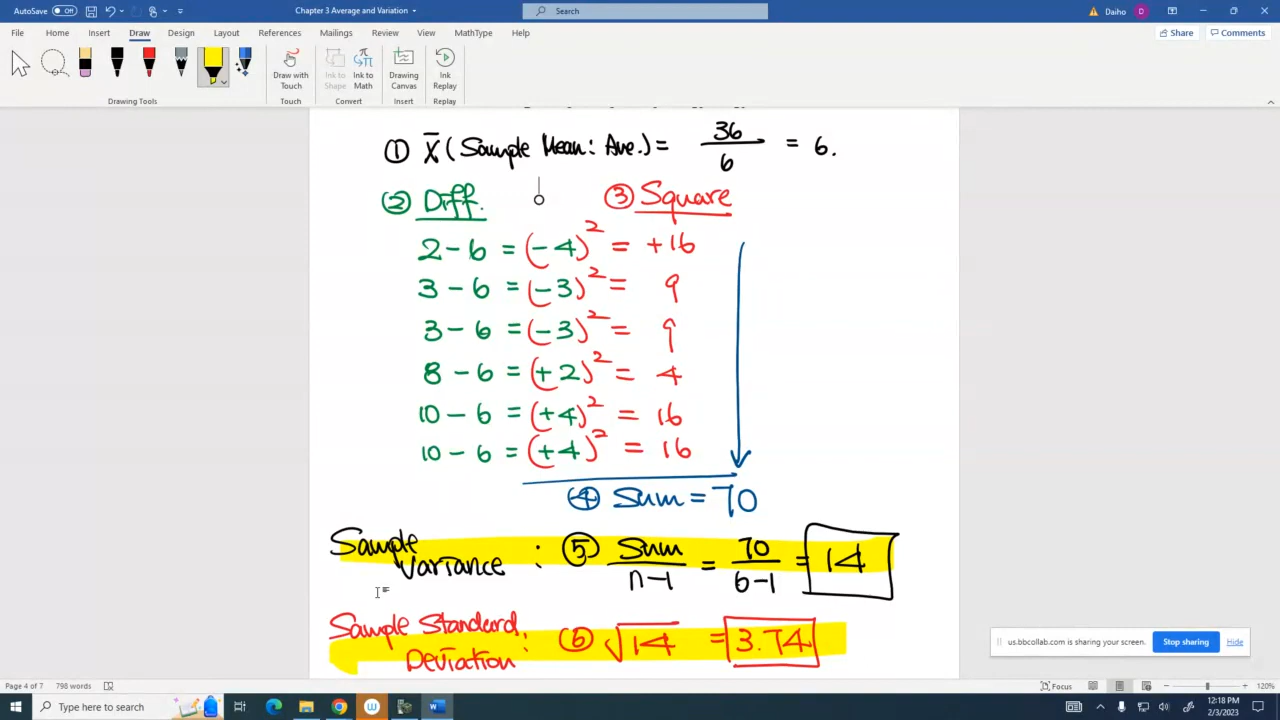 AutoSave Off Chapter 3 Average and Variation Search Daiho
File Home Insert Draw Design Layout References Mailings Review View MathType Help Share Comments
Draw with Touch Ink to Shape Ink to Math Drawing Canvas Ink Replay
Drawing Tools Touch Convert Insert Replay
① X̄ (Sample Mean: Ave.) = 36/6 = 6.
② Diff. ③ Square
2 - 6 = (-4)² = +16
3 - 6 = (-3)² = 9
3 - 6 = (-3)² = 9
8 - 6 = (+2)² = 4
10 - 6 = (+4)² = 16
10 - 6 = (+4)² = 16
④ Sum = 70
Sample Variance : ⑤ Sum/n-1 = 70/6-1 = 14
Sample Standard Deviation : ⑥ √14 = 3.74
us.bbcollab.com is sharing your screen. Stop sharing Hide
Page 4 of 7 798 words Focus 120%
Type here to search 12:18 PM
2/3/2023